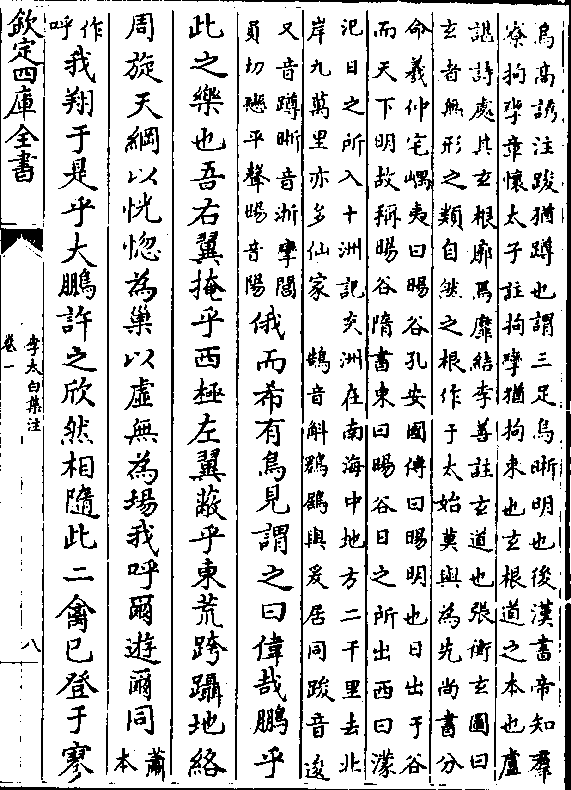 烏高誘注踆猶蹲也謂三足烏晣明也後漢書帝知羣
寮拘攣章懷太子註拘攣猶拘束也玄根道之本也盧
諶詩處其玄根廓焉靡結李善註玄道也張衡玄圖曰
玄者無形之類自然之根作于太始莫與為先尚書分
命羲仲宅嵎夷曰暘谷孔安國傳曰暘明也日出于谷
而天下明故稱暘谷隋書東曰暘谷日之所出西曰濛
汜日之所入十洲記炎洲在南海中地方二千里去北
岸九萬里亦多仙家 鵠音斛鶢鶋與爰居同踆音逡
又音蹲晣音淅攣閭
員切戀平聲暘音陽
俄而希有鳥見謂之曰偉哉鵬乎
此之樂也吾右翼掩乎西極左翼蔽乎東荒跨躡地絡
周旋天綱以恍惚為巢以虛無為場我呼爾遊爾同蕭本
作呼我翔于是乎大鵬許之欣然相隨此二禽已登于寥
欽定四庫全書
李太白集注
卷一
八